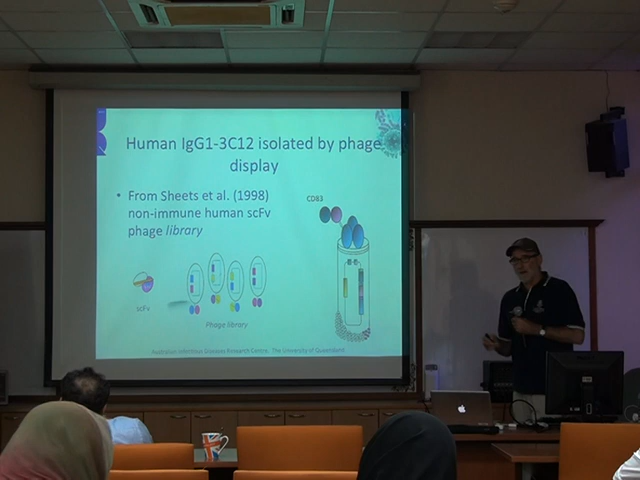 Human IgG1-3C12 isolated by phage
display
• From Sheets et al. (1998)
non-immune human scFv
phage library
CD83
scFv
Phage library
Australian Infectious Diseases Research Centre, The University of Queensland